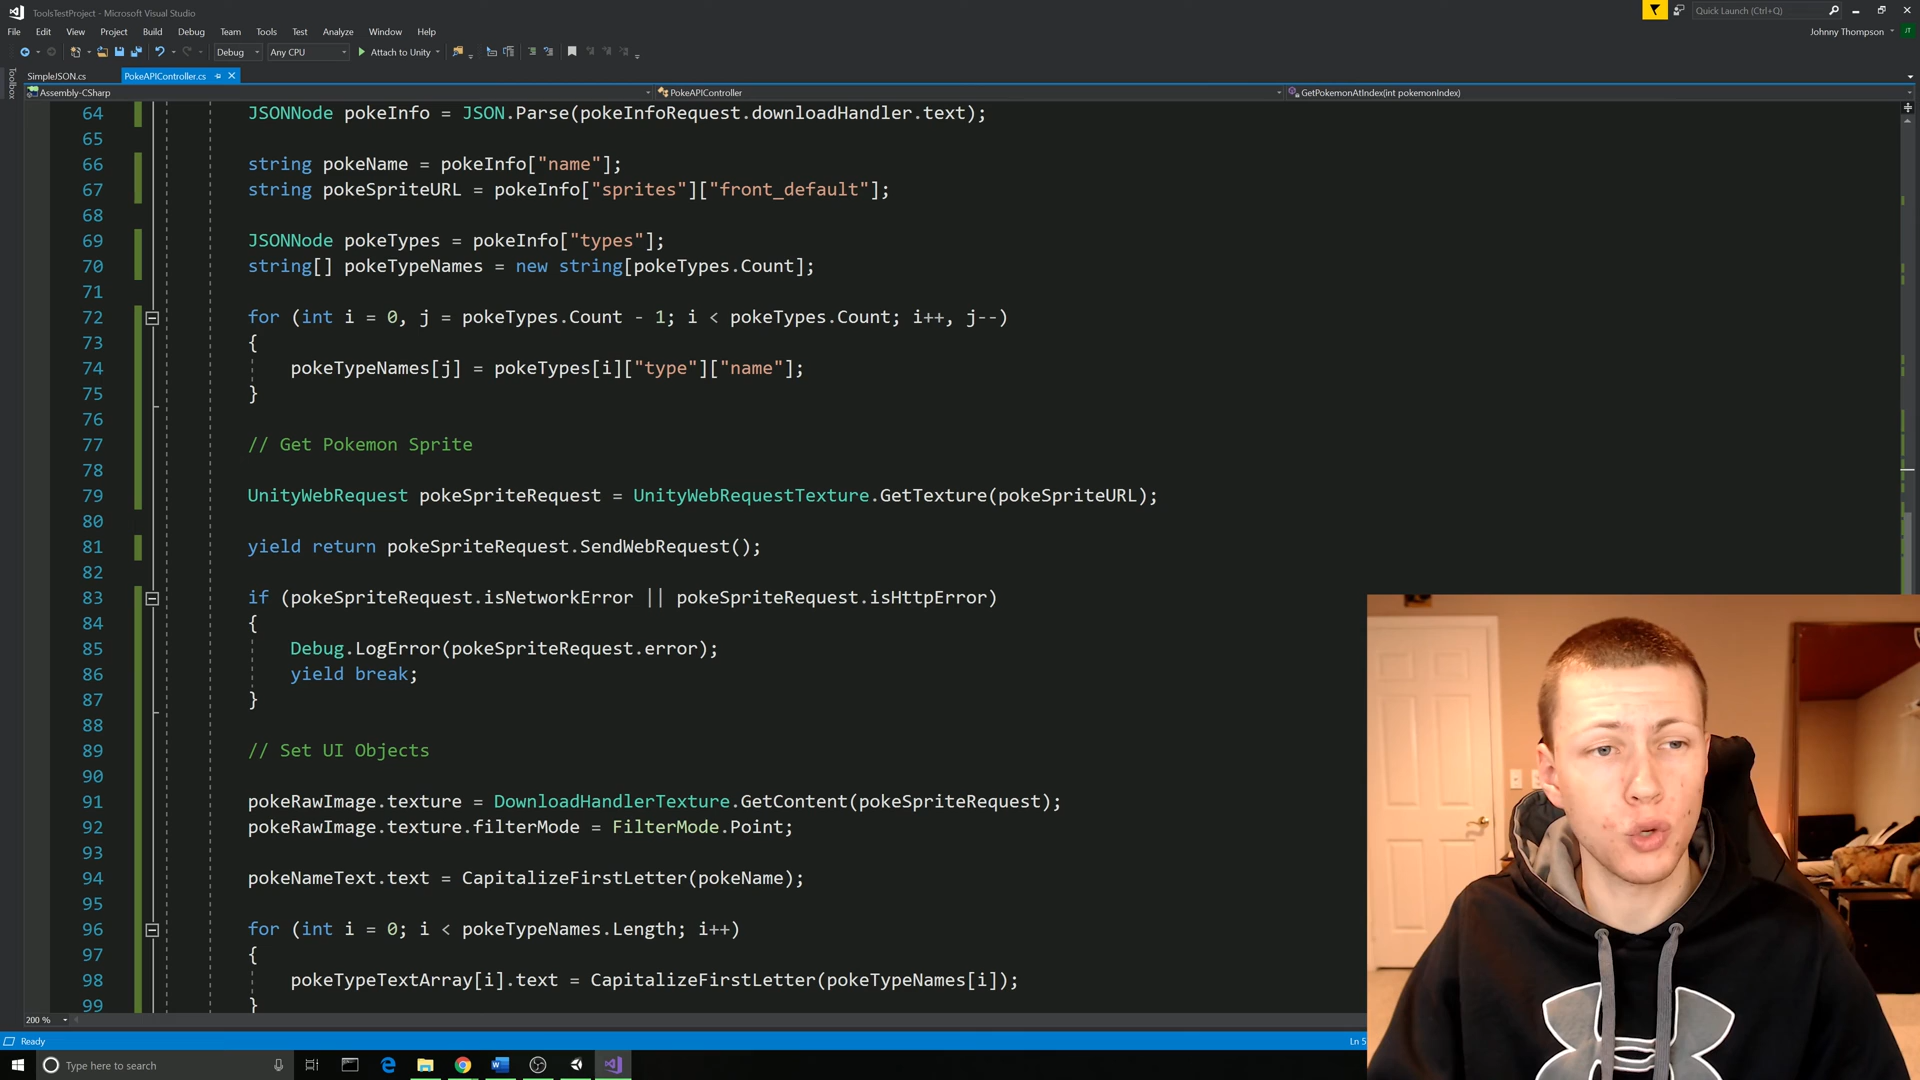 ToolsTestProject - Microsoft Visual Studio
Quick Launch (Ctrl+Q)
File Edit View Project Build Debug Team Tools Test Analyze Window Help
Johnny Thompson JT
Debug Any CPU Attach to Unity
Toolbox
SimpleJSON.cs PokeAPIController.cs
Assembly-CSharp PokeAPIController GetPokemonAtIndex(int pokemonIndex)
64 JSONNode pokeInfo = JSON.Parse(pokeInfoRequest.downloadHandler.text);
65
66 string pokeName = pokeInfo["name"];
67 string pokeSpriteURL = pokeInfo["sprites"]["front_default"];
68
69 JSONNode pokeTypes = pokeInfo["types"];
70 string[] pokeTypeNames = new string[pokeTypes.Count];
71
72 for (int i = 0, j = pokeTypes.Count - 1; i < pokeTypes.Count; i++, j--)
73 {
74 pokeTypeNames[j] = pokeTypes[i]["type"]["name"];
75 }
76
77 // Get Pokemon Sprite
78
79 UnityWebRequest pokeSpriteRequest = UnityWebRequestTexture.GetTexture(pokeSpriteURL);
80
81 yield return pokeSpriteRequest.SendWebRequest();
82
83 if (pokeSpriteRequest.isNetworkError || pokeSpriteRequest.isHttpError)
84 {
85 Debug.LogError(pokeSpriteRequest.error);
86 yield break;
87 }
88
89 // Set UI Objects
90
91 pokeRawImage.texture = DownloadHandlerTexture.GetContent(pokeSpriteRequest);
92 pokeRawImage.texture.filterMode = FilterMode.Point;
93
94 pokeNameText.text = CapitalizeFirstLetter(pokeName);
95
96 for (int i = 0; i < pokeTypeNames.Length; i++)
97 {
98 pokeTypeTextArray[i].text = CapitalizeFirstLetter(pokeTypeNames[i]);
99 }
200 %
Ready Ln 5
Type here to search